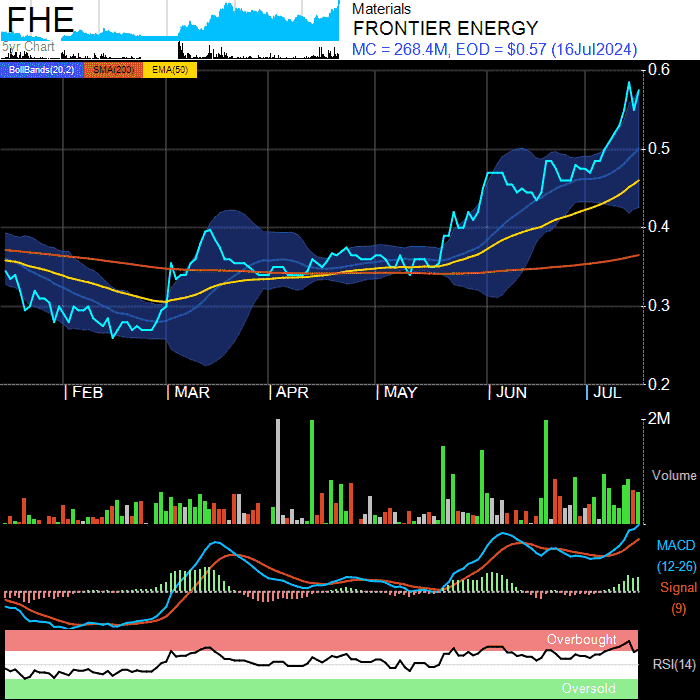 FHE
5yr Chart
Materials
FRONTIER ENERGY
MC = 268.4M, EOD = $0.57 (16Jul2024)
BollBands(20,2) SMA(200) EMA(50)
0.6
0.5
0.4
0.3
0.2
FEB MAR APR MAY JUN JUL
2M
Volume
MACD
(12-26)
Signal
(9)
Overbought
RSI(14)
Oversold